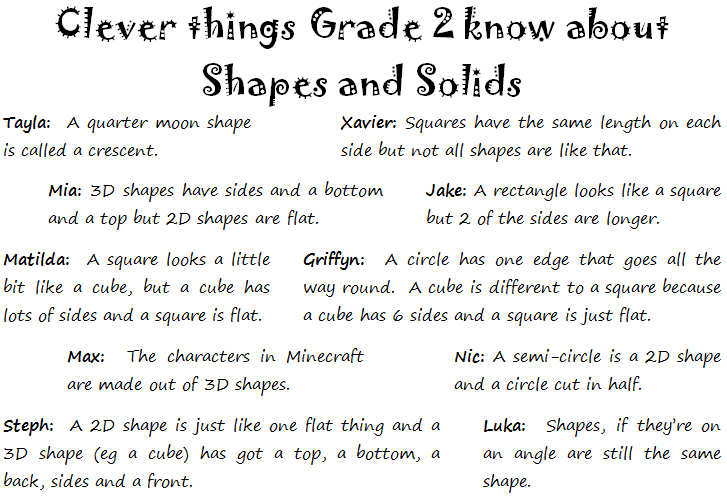 Clever things Grade 2 know about
Shapes and Solids
Tayla: A quarter moon shape
is called a crescent.
Xavier: Squares have the same length on each
side but not all shapes are like that.
Mia: 3D shapes have sides and a bottom
and a top but 2D shapes are flat.
Jake: A rectangle looks like a square
but 2 of the sides are longer.
Matilda: A square looks a little
bit like a cube, but a cube has
lots of sides and a square is flat.
Griffyn: A circle has one edge that goes all the
way round. A cube is different to a square because
a cube has 6 sides and a square is just flat.
Max: The characters in Minecraft
are made out of 3D shapes.
Nic: A semi-circle is a 2D shape
and a circle cut in half.
Steph: A 2D shape is just like one flat thing and a
3D shape (eg a cube) has got a top, a bottom, a
back, sides and a front.
Luka: Shapes, if they're on
an angle are still the same
shape.